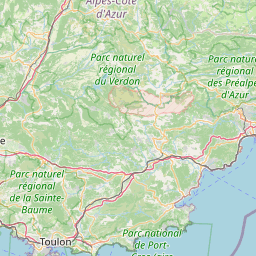 Alpes-Côte
d'Azur
Parc naturel
régional
du Verdon
Parc naturel
régional
des Préalpes
d'Azur
Parc naturel
régional
de la Sainte-
Baume
Toulon
Parc national
de Port-